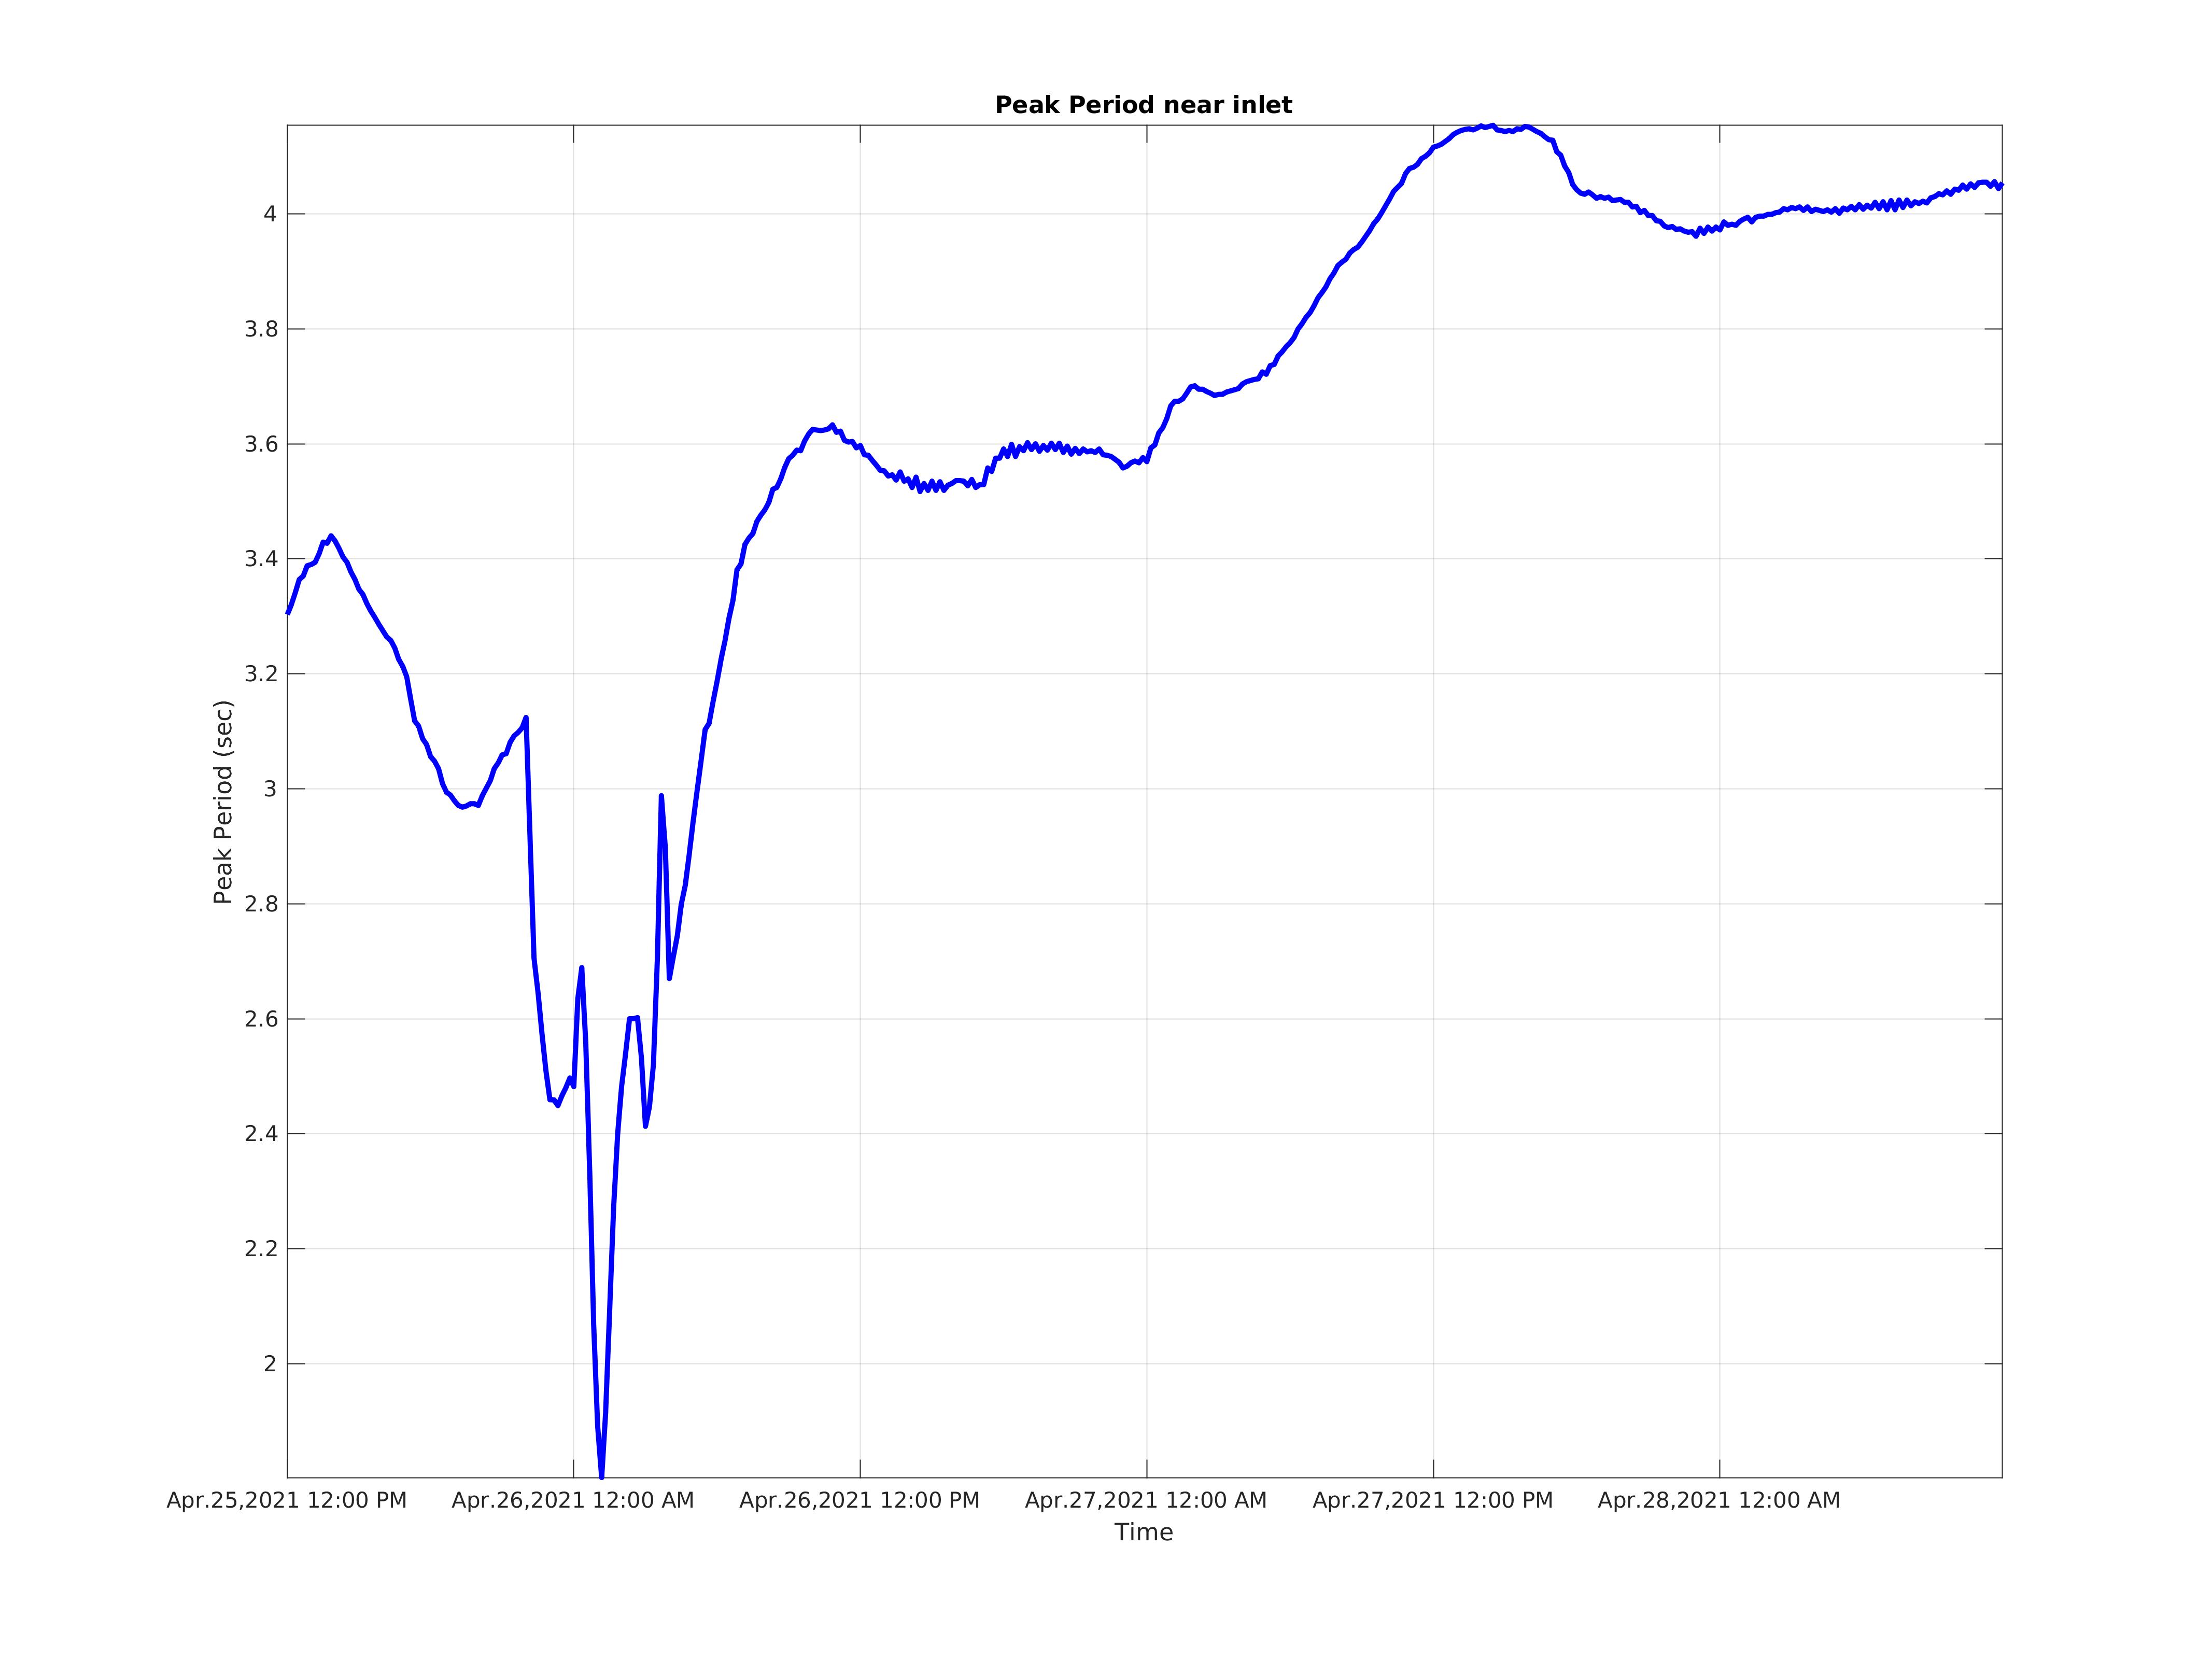 Peak Period near inlet
4
3.8
3.6
3.4
3.2
3
2.8
2.6
2.4
2.2
2
Peak Period (sec)
Apr.25,2021 12:00 PM
Apr.26,2021 12:00 AM
Apr.26,2021 12:00 PM
Apr.27,2021 12:00 AM
Apr.27,2021 12:00 PM
Apr.28,2021 12:00 AM
Time